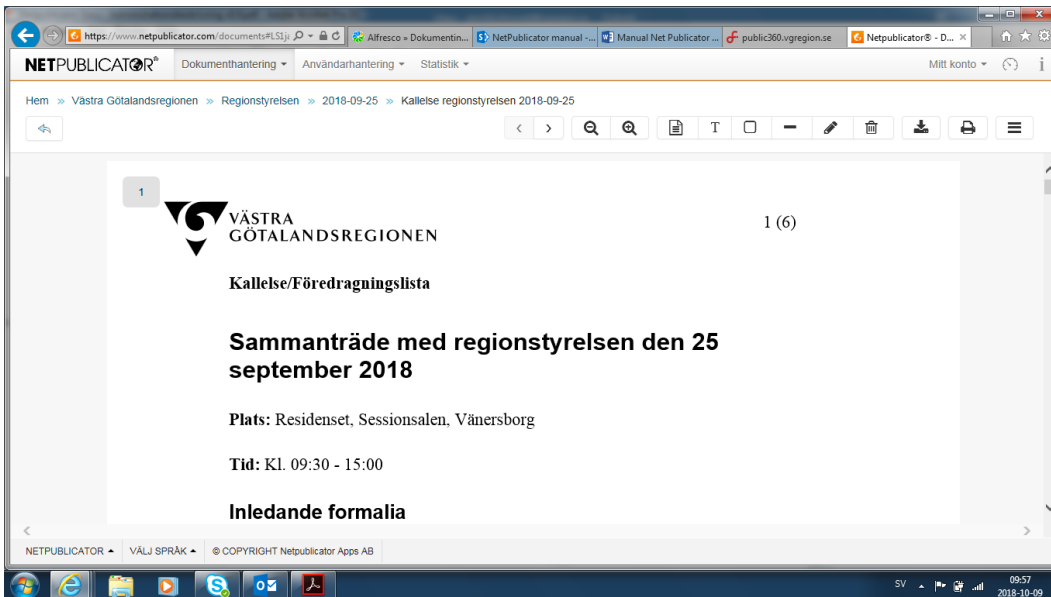 https://www.netpublicator.com/documents#LS1j
Alfresco » Dokumentin...
NetPublicator manual -...
Manual Net Publicator ...
public360.vgregion.se
Netpublicator® - D...
NETPUBLICATOR®
Dokumenthantering
Användarhantering
Statistik
Mitt konto
Hem » Västra Götalandsregionen » Regionstyrelsen » 2018-09-25 » Kallelse regionstyrelsen 2018-09-25
T
1
VÄSTRA
GÖTALANDSREGIONEN
1 (6)
Kallelse/Föredragningslista
Sammanträde med regionstyrelsen den 25
september 2018
Plats: Residenset, Sessionsalen, Vänersborg
Tid: Kl. 09:30 - 15:00
Inledande formalia
NETPUBLICATOR
VÄLJ SPRÅK
© COPYRIGHT Netpublicator Apps AB
SV
09:57
2018-10-09